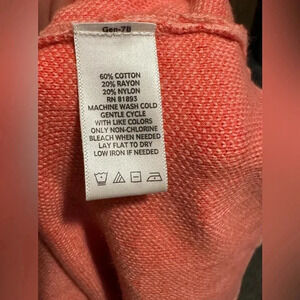 Gen-7B
60% COTTON
20% RAYON
20% NYLON
RN 81893
MACHINE WASH COLD
GENTLE CYCLE
WITH LIKE COLORS
ONLY NON-CHLORINE
BLEACH WHEN NEEDED
LAY FLAT TO DRY
LOW IRON IF NEEDED